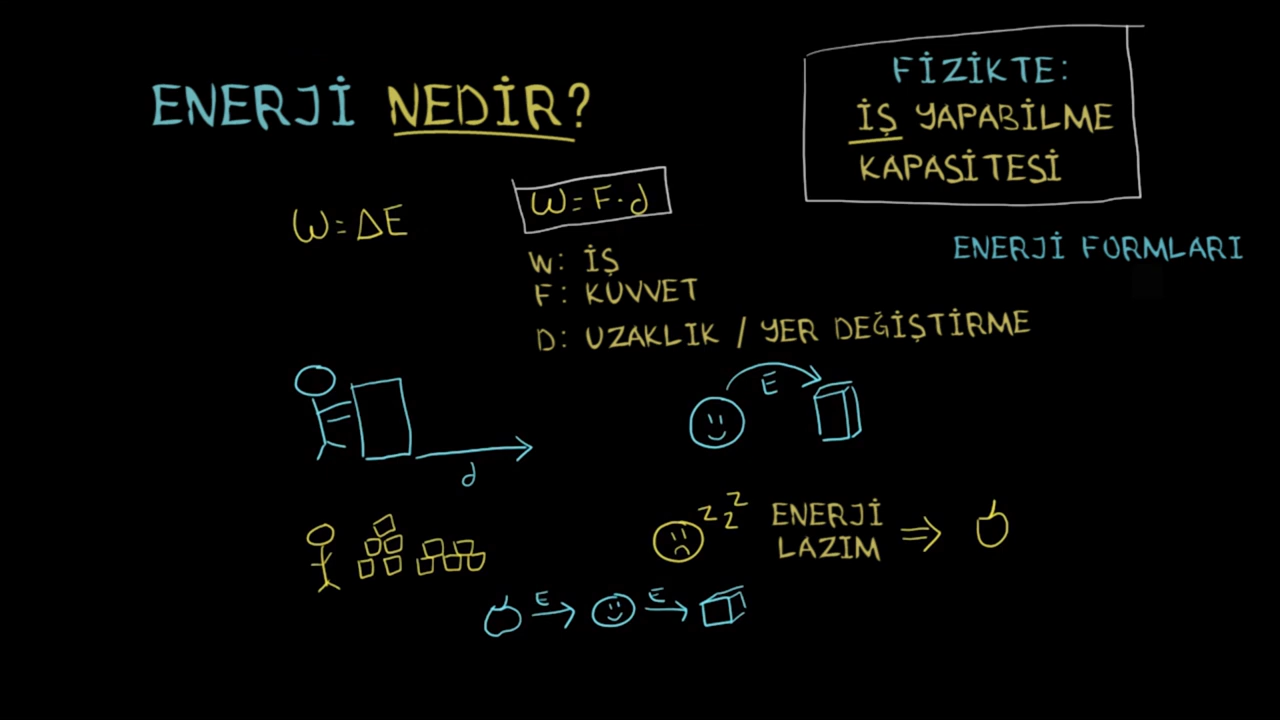 ENERJİ NEDİR?
FİZİKTE:
İŞ YAPABİLME
KAPASİTESİ
W=ΔE
W=F·d
ENERJİ FORMLARI
W: İŞ
F: KUVVET
D: UZAKLIK / YER DEĞİŞTİRME
d
E
z z z
ENERJİ
LAZIM
E
E